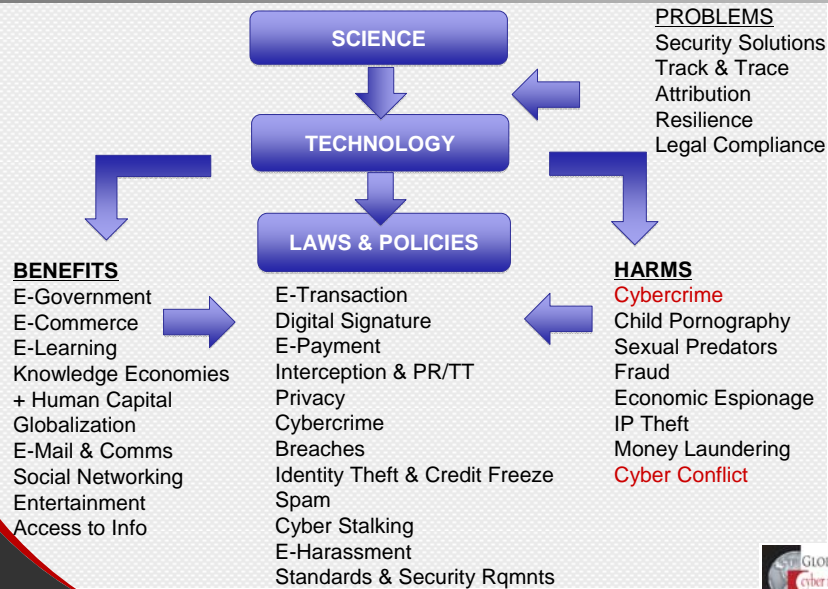 SCIENCE
TECHNOLOGY
LAWS & POLICIES
PROBLEMS
Security Solutions
Track & Trace
Attribution
Resilience
Legal Compliance
BENEFITS
E-Government
E-Commerce
E-Learning
Knowledge Economies
+ Human Capital
Globalization
E-Mail & Comms
Social Networking
Entertainment
Access to Info
E-Transaction
Digital Signature
E-Payment
Interception & PR/TT
Privacy
Cybercrime
Breaches
Identity Theft & Credit Freeze
Spam
Cyber Stalking
E-Harassment
Standards & Security Rqmnts
HARMS
Cybercrime
Child Pornography
Sexual Predators
Fraud
Economic Espionage
IP Theft
Money Laundering
Cyber Conflict
cyber